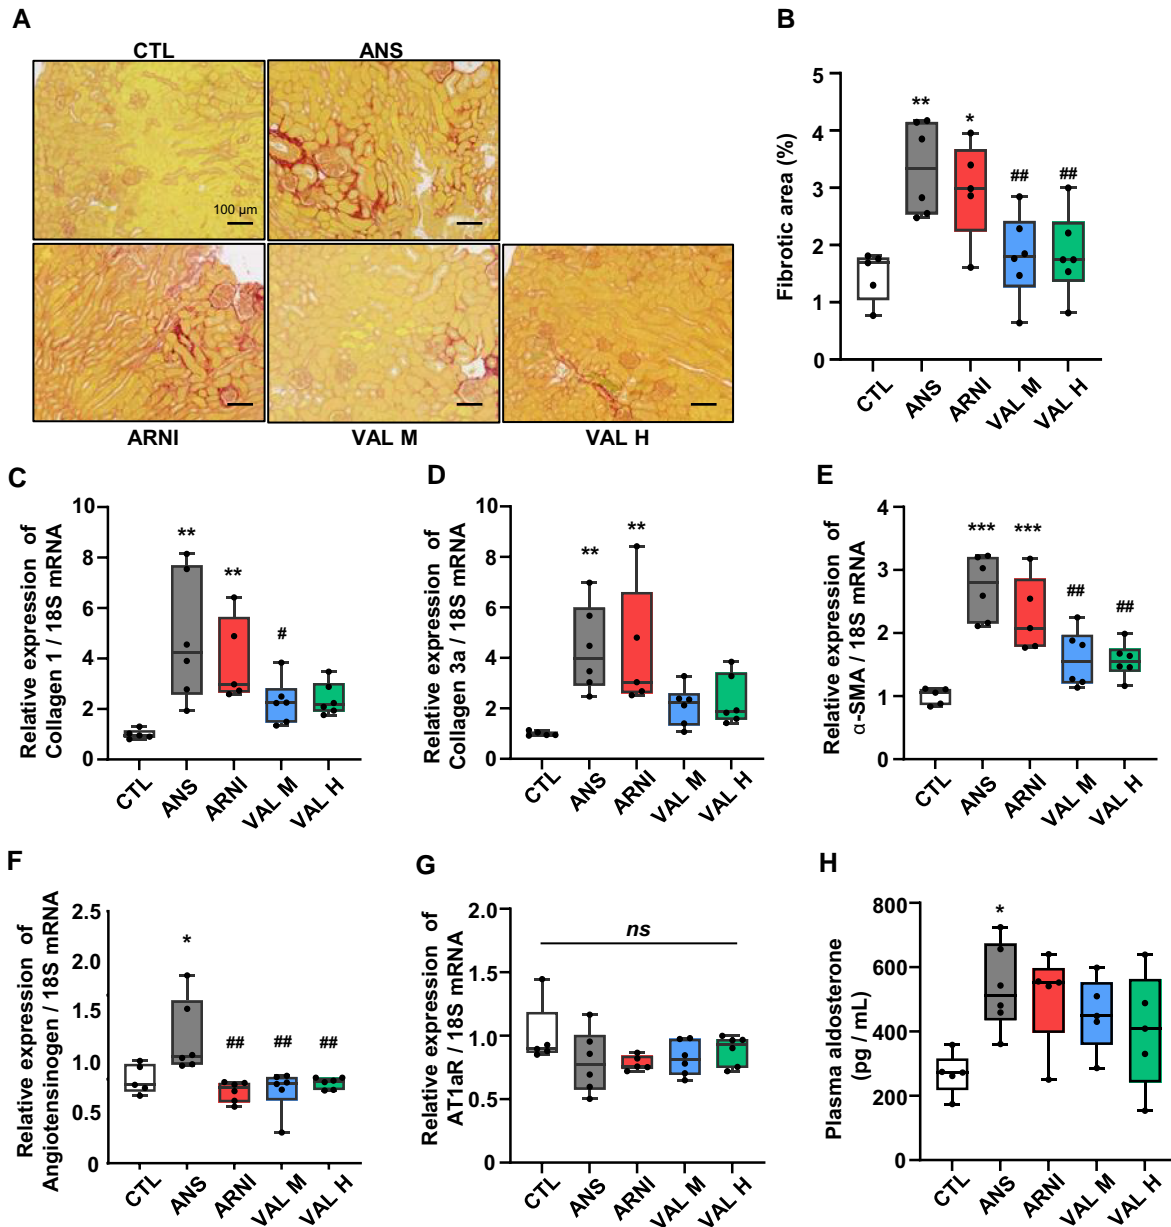 A
CTL
ANS
100 µm
ARNI
VAL M
VAL H
B
Fibrotic area (%)
5
4
3
2
1
0
**
*
##
##
CTL
ANS
ARNI
VAL M
VAL H
C
Relative expression of
Collagen 1 / 18S mRNA
10
8
6
4
2
0
**
**
#
CTL
ANS
ARNI
VAL M
VAL H
D
Relative expression of
Collagen 3a / 18S mRNA
10
8
6
4
2
0
**
**
CTL
ANS
ARNI
VAL M
VAL H
E
Relative expression of
α-SMA / 18S mRNA
4
3
2
1
0
***
***
##
##
CTL
ANS
ARNI
VAL M
VAL H
F
Relative expression of
Angiotensinogen / 18S mRNA
2.5
2.0
1.5
1.0
0.5
0
*
##
##
##
CTL
ANS
ARNI
VAL M
VAL H
G
Relative expression of
AT1aR / 18S mRNA
2.0
1.5
1.0
0.5
0
ns
CTL
ANS
ARNI
VAL M
VAL H
H
Plasma aldosterone
(pg / mL)
800
600
400
200
0
*
CTL
ANS
ARNI
VAL M
VAL H